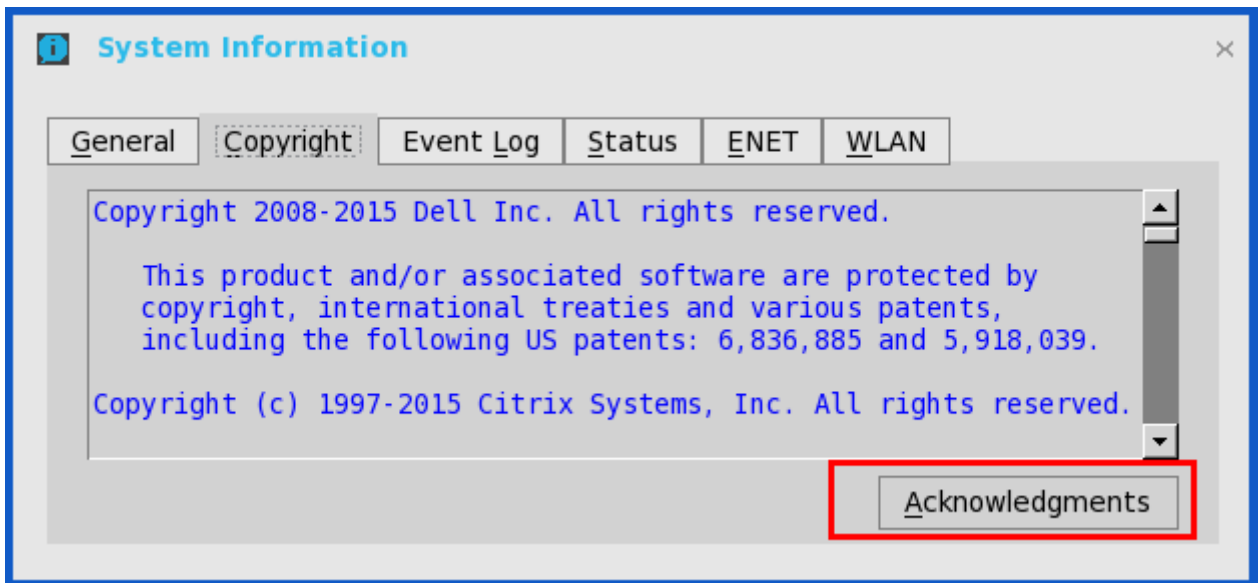 System Information
General Copyright Event Log Status ENET WLAN
Copyright 2008-2015 Dell Inc. All rights reserved.
This product and/or associated software are protected by
copyright, international treaties and various patents,
including the following US patents: 6,836,885 and 5,918,039.
Copyright (c) 1997-2015 Citrix Systems, Inc. All rights reserved.
Acknowledgments